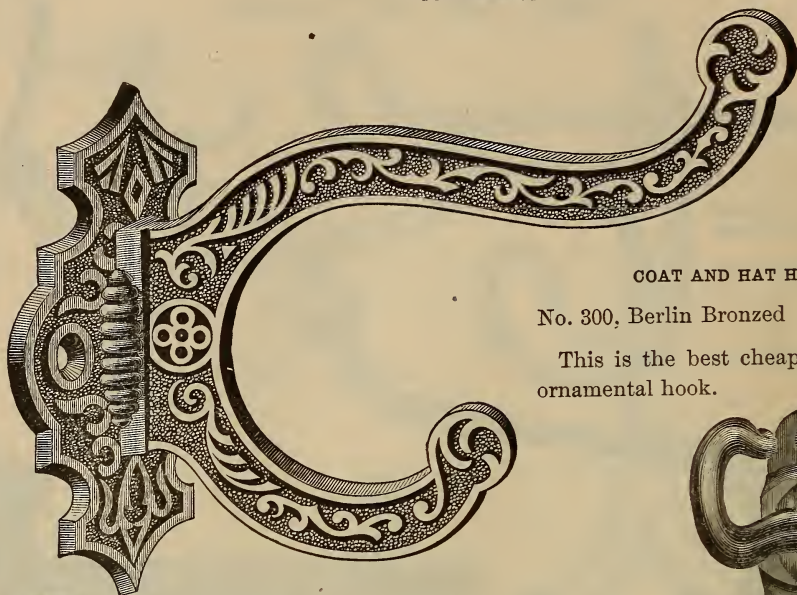 COAT AND HAT H
No. 300, Berlin Bronzed
This is the best cheap
ornamental hook.